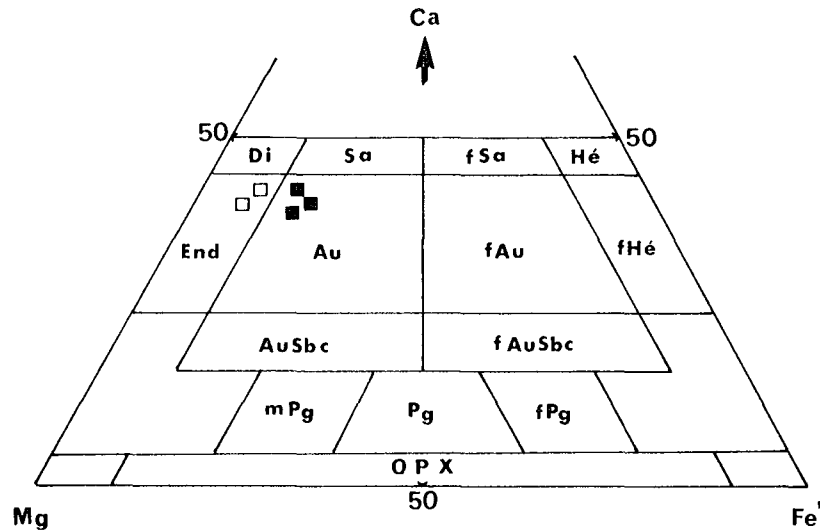 Ca
50 50
Di Sa fSa Hé
End Au fAu fHé
AuSbc fAuSbc
mPg Pg fPg
OPX
50
Mg Fe'